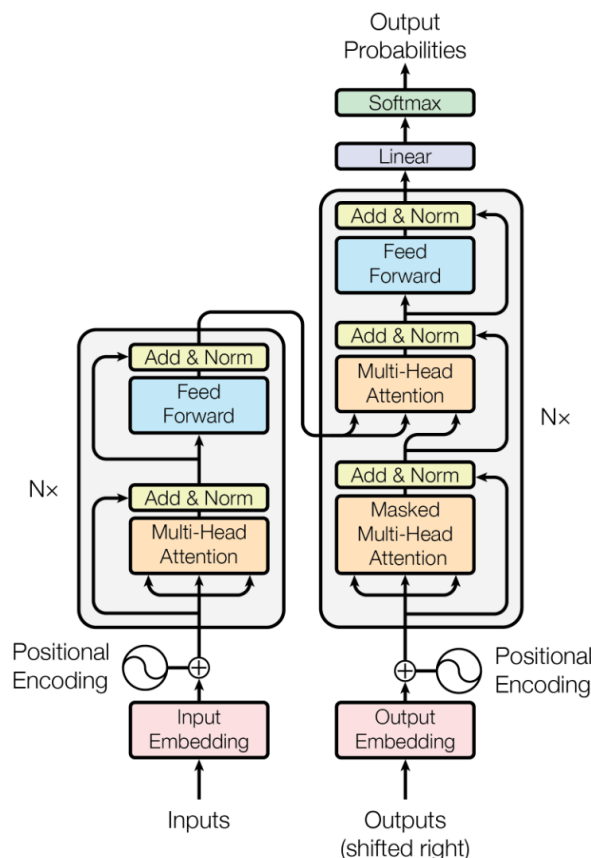 Output
Probabilities
Softmax
Linear
Add & Norm
Feed
Forward
Add & Norm
Multi-Head
Attention
Nx
Add & Norm
Masked
Multi-Head
Attention
Positional
Encoding
Output
Embedding
Outputs
(shifted right)
Add & Norm
Feed
Forward
N×
Add & Norm
Multi-Head
Attention
Positional
Encoding
Input
Embedding
Inputs